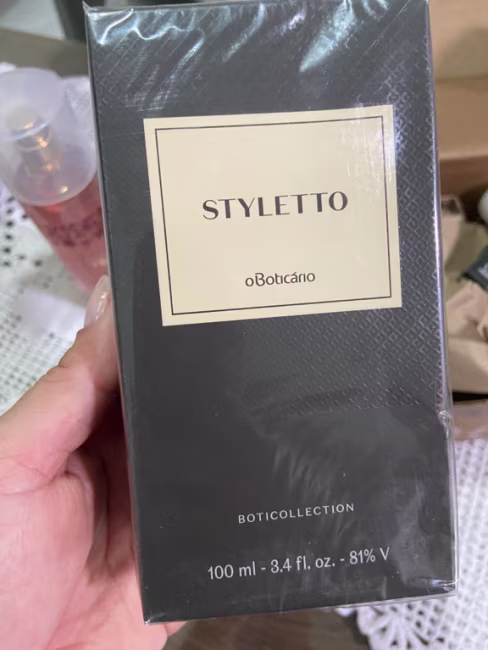 STYLETTO
oBoticário
BOTICOLLECTION
100 ml - 3.4 fl. oz. - 81% V